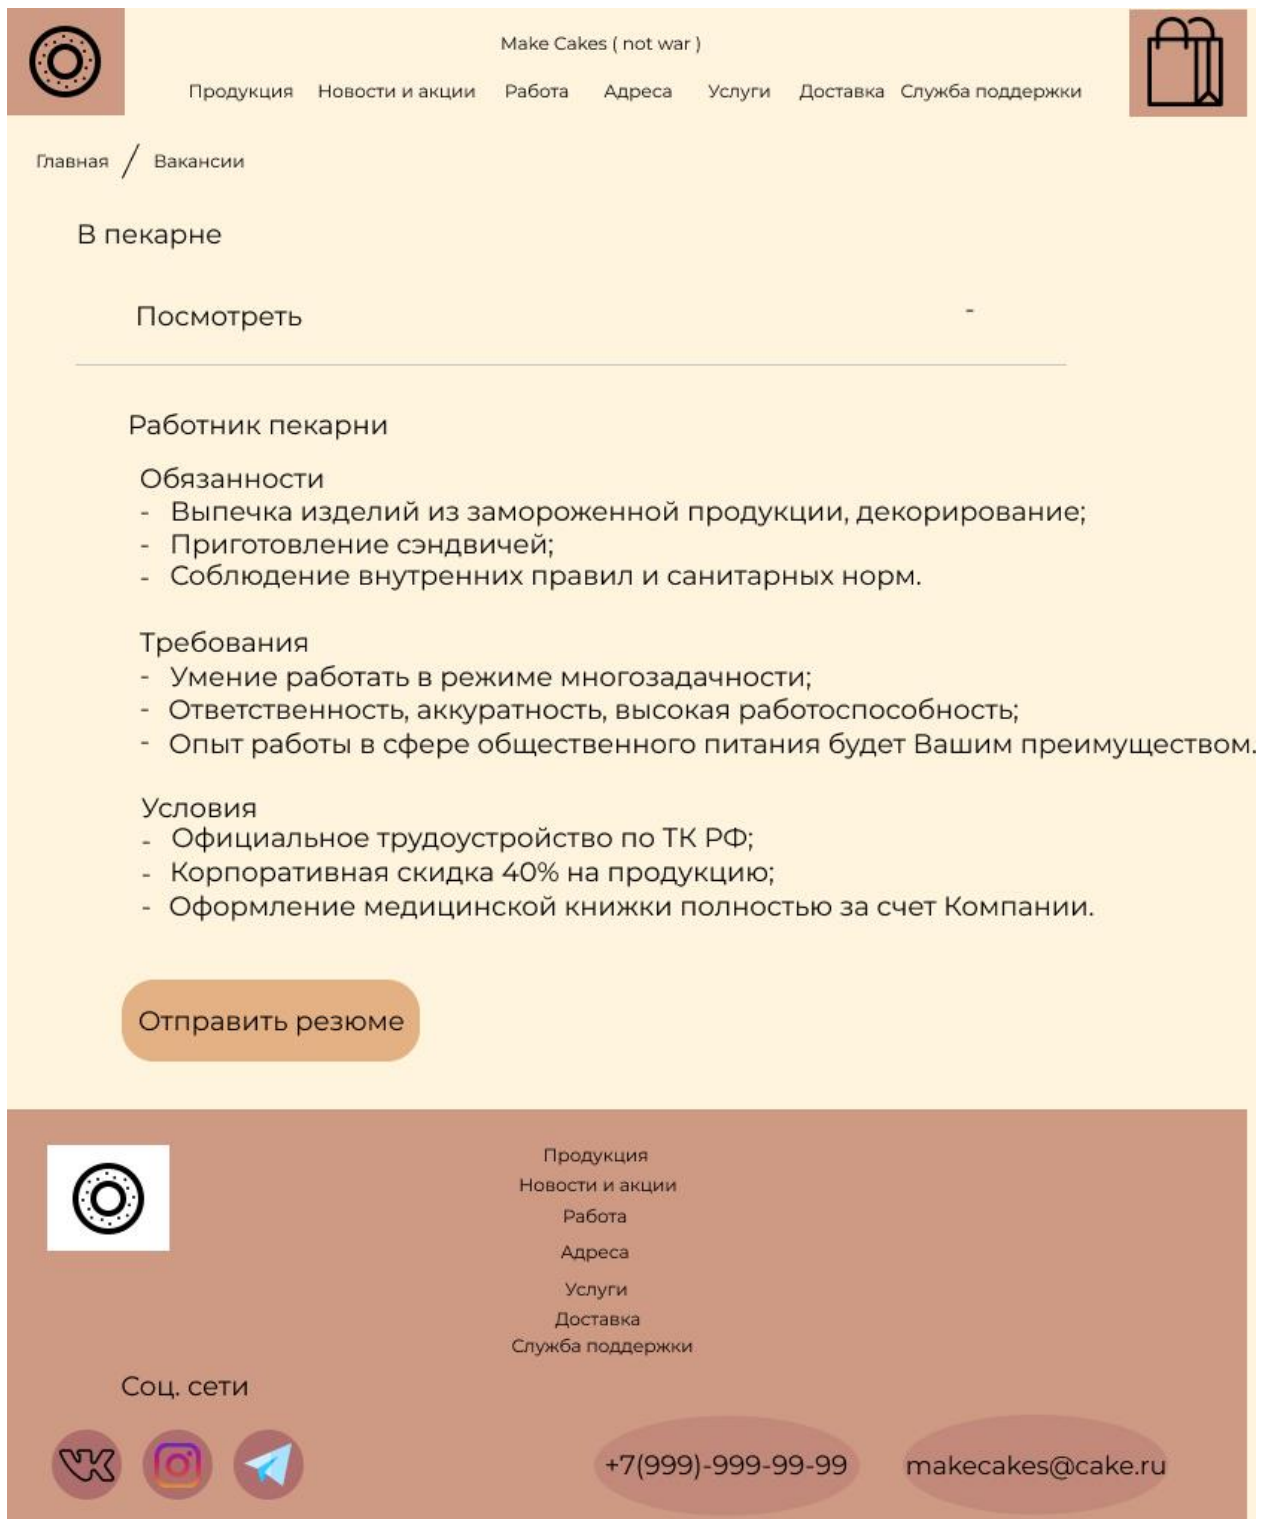 Make Cakes ( not war )
Продукция Новости и акции Работа Адреса Услуги Доставка Служба поддержки
Главная / Вакансии
В пекарне
Посмотреть -
Работник пекарни
Обязанности
- Выпечка изделий из замороженной продукции, декорирование;
- Приготовление сэндвичей;
- Соблюдение внутренних правил и санитарных норм.
Требования
- Умение работать в режиме многозадачности;
- Ответственность, аккуратность, высокая работоспособность;
- Опыт работы в сфере общественного питания будет Вашим преимуществом.
Условия
- Официальное трудоустройство по ТК РФ;
- Корпоративная скидка 40% на продукцию;
- Оформление медицинской книжки полностью за счет Компании.
Отправить резюме
Продукция
Новости и акции
Работа
Адреса
Услуги
Доставка
Служба поддержки
Соц. сети
+7(999)-999-99-99 makecakes@cake.ru